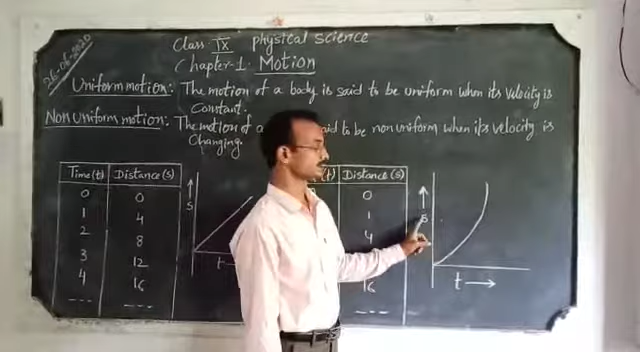 26-06-2020
Class-IX physical science
Chapter-1. Motion
Uniform motion: The motion of a body is said to be uniform when its velocity is
Constant.
Non Uniform motion: The motion of a said to be non uniform when its velocity is
Changing.
Time(t) Distance(s)
0 0
1 4
2 8
3 12
4 16
---
s
t
(t) Distance(s)
0
1
4
16
---
s
t